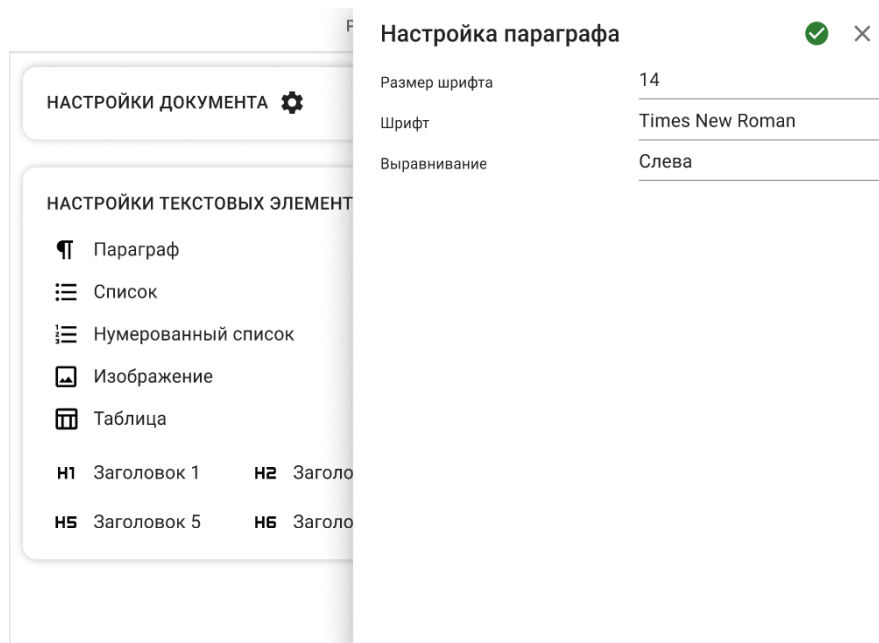 Настройка параграфа
Размер шрифта 14
Шрифт Times New Roman
Выравнивание Слева
НАСТРОЙКИ ДОКУМЕНТА
НАСТРОЙКИ ТЕКСТОВЫХ ЭЛЕМЕНТ
Параграф
Список
Нумерованный список
Изображение
Таблица
H1 Заголовок 1 H2 Заголо
H5 Заголовок 5 H6 Заголо